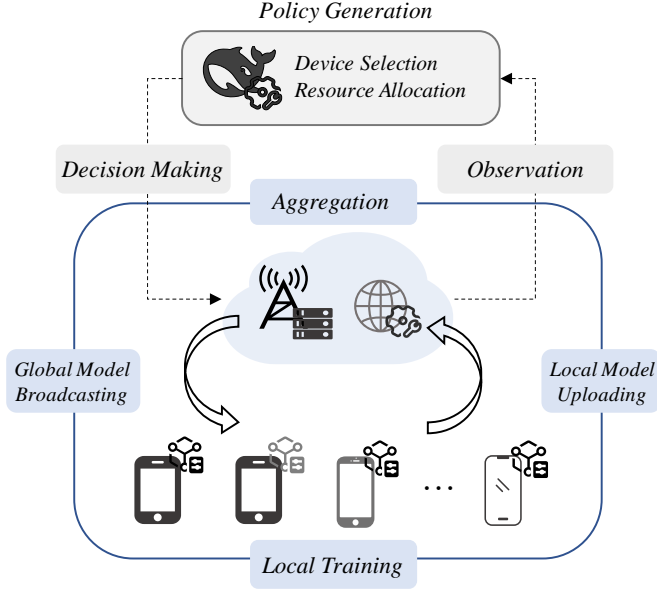 Policy Generation
Device Selection
Resource Allocation
Decision Making
Observation
Aggregation
Global Model
Broadcasting
Local Model
Uploading
...
Local Training